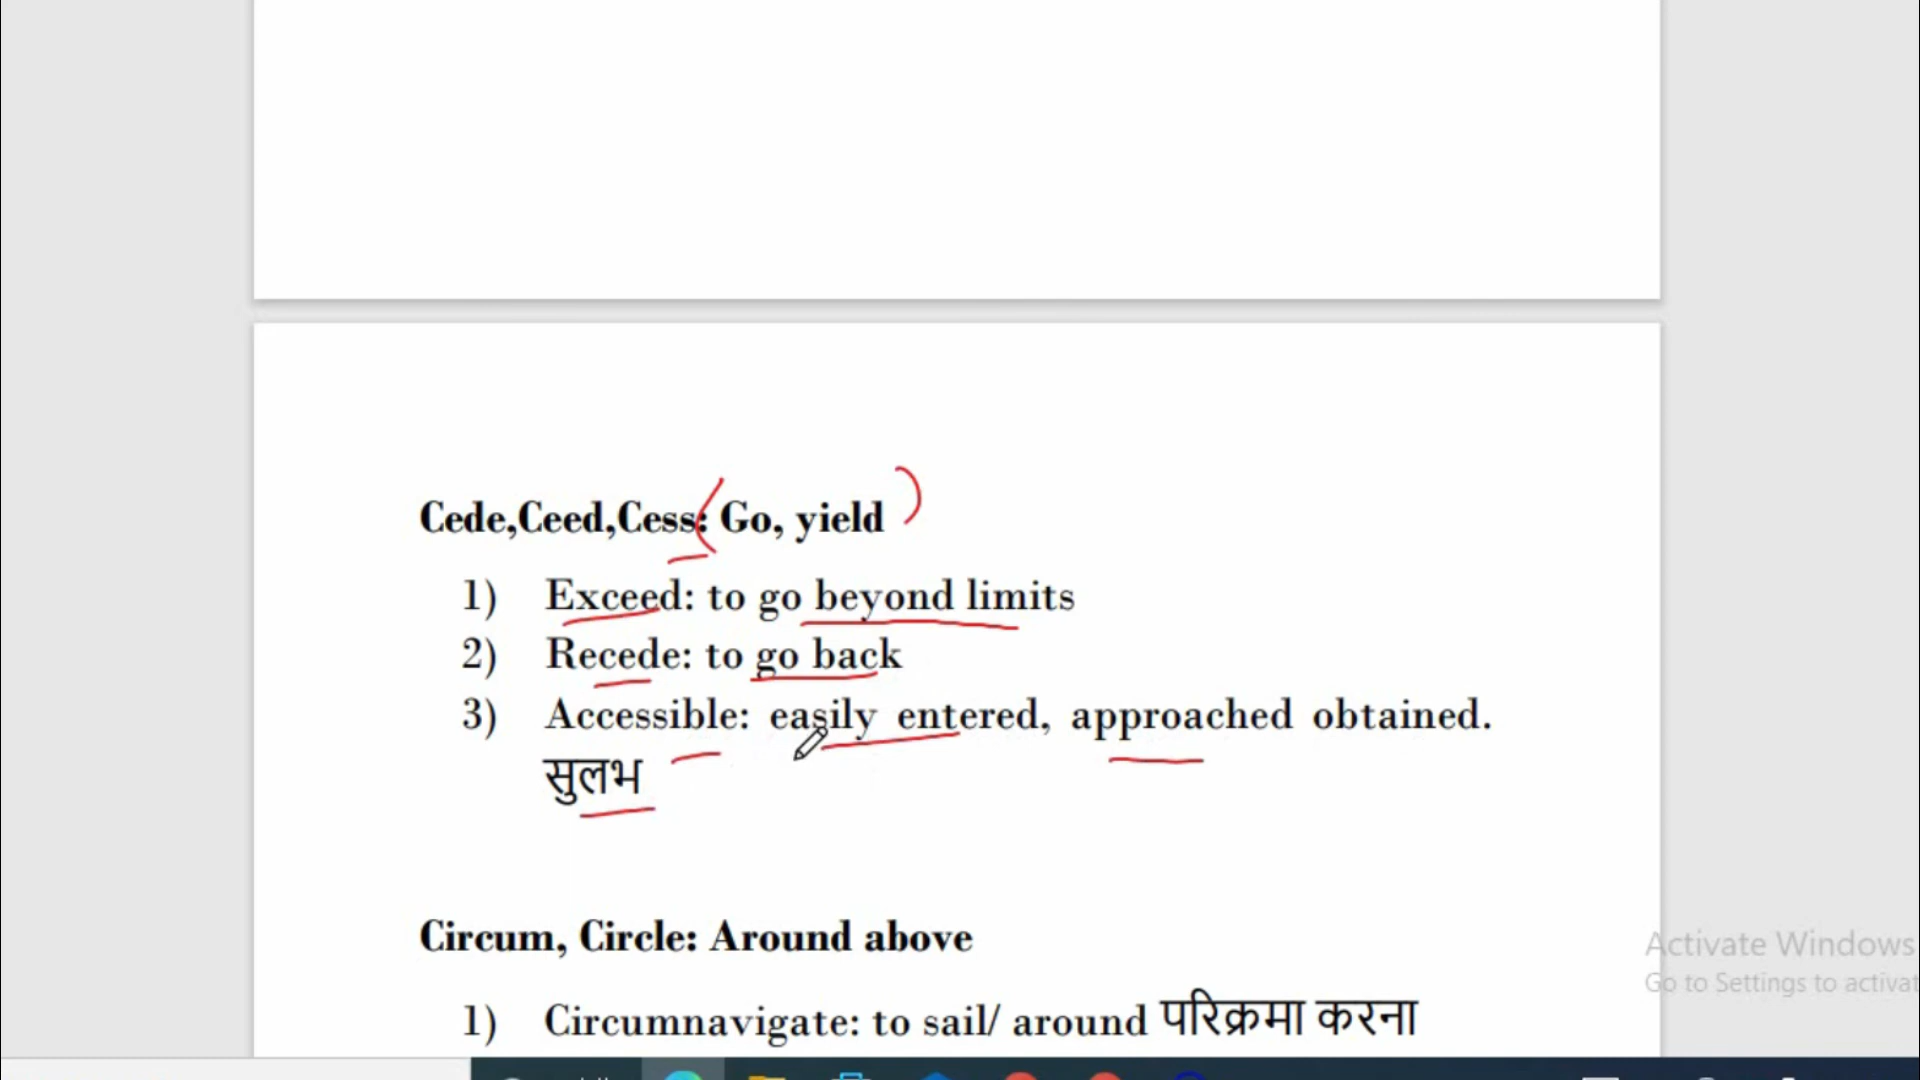 Cede,Ceed,Cess: Go, yield
1) Exceed: to go beyond limits
2) Recede: to go back
3) Accessible: easily entered, approached obtained.
सुलभ
Circum, Circle: Around above
Activate Windows
Go to Settings to activat
1) Circumnavigate: to sail/ around परिक्रमा करना